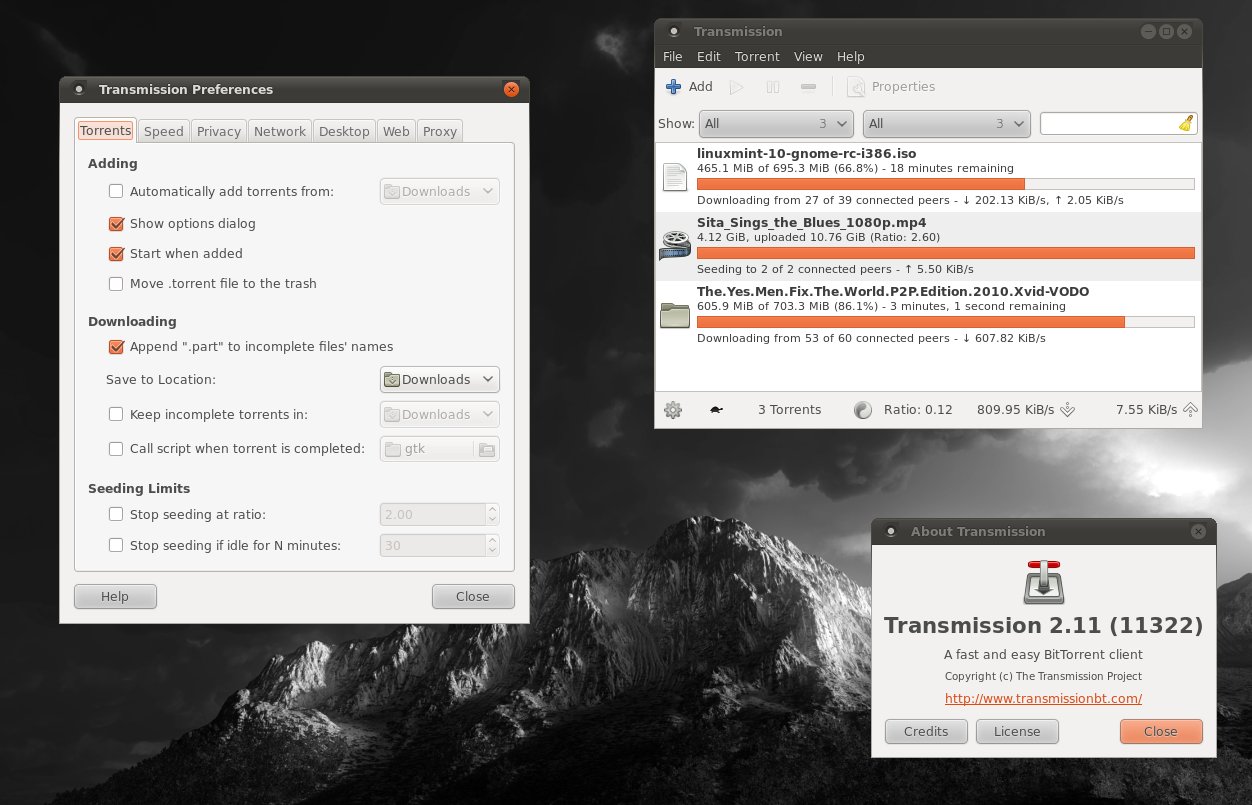 Transmission Preferences
Torrents Speed Privacy Network Desktop Web Proxy
Adding
Automatically add torrents from: Downloads
Show options dialog
Start when added
Move .torrent file to the trash
Downloading
Append ".part" to incomplete files' names
Save to Location: Downloads
Keep incomplete torrents in: Downloads
Call script when torrent is completed: gtk
Seeding Limits
Stop seeding at ratio: 2.00
Stop seeding if idle for N minutes: 30
Help Close
Transmission
File Edit Torrent View Help
Add Properties
Show: All 3 All 3
linuxmint-10-gnome-rc-i386.iso
465.1 MiB of 695.3 MiB (66.8%) - 18 minutes remaining
Downloading from 27 of 39 connected peers - ↓ 202.13 KiB/s, ↑ 2.05 KiB/s
Sita_Sings_the_Blues_1080p.mp4
4.12 GiB, uploaded 10.76 GiB (Ratio: 2.60)
Seeding to 2 of 2 connected peers - ↑ 5.50 KiB/s
The.Yes.Men.Fix.The.World.P2P.Edition.2010.Xvid-VODO
605.9 MiB of 703.3 MiB (86.1%) - 3 minutes, 1 second remaining
Downloading from 53 of 60 connected peers - ↓ 607.82 KiB/s
3 Torrents Ratio: 0.12 809.95 KiB/s 7.55 KiB/s
About Transmission
Transmission 2.11 (11322)
A fast and easy BitTorrent client
Copyright (c) The Transmission Project
http://www.transmissionbt.com/
Credits License Close